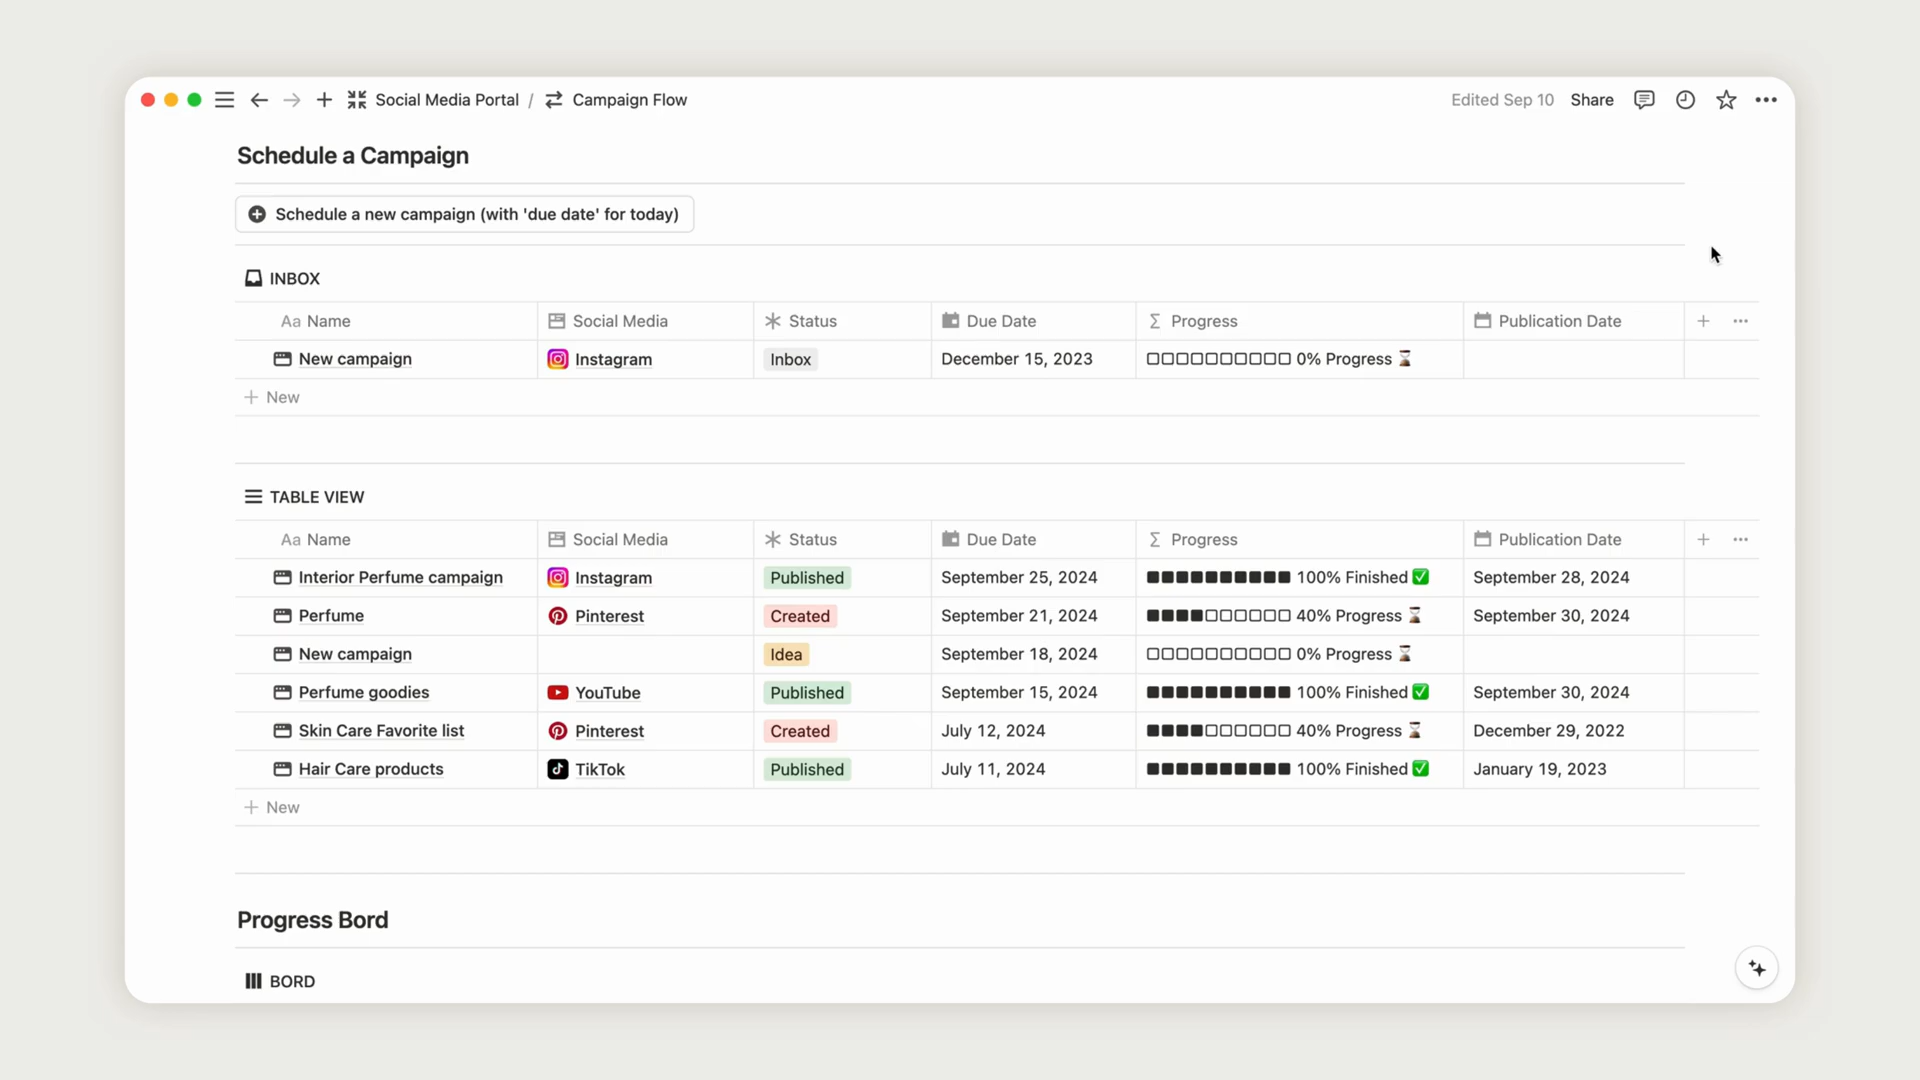 Social Media Portal / Campaign Flow Edited Sep 10 Share
Schedule a Campaign
Schedule a new campaign (with 'due date' for today)
INBOX
Aa Name Social Media Status Due Date Progress Publication Date
New campaign Instagram Inbox December 15, 2023 0% Progress
New
TABLE VIEW
Aa Name Social Media Status Due Date Progress Publication Date
Interior Perfume campaign Instagram Published September 25, 2024 100% Finished September 28, 2024
Perfume Pinterest Created September 21, 2024 40% Progress September 30, 2024
New campaign Idea September 18, 2024 0% Progress
Perfume goodies YouTube Published September 15, 2024 100% Finished September 30, 2024
Skin Care Favorite list Pinterest Created July 12, 2024 40% Progress December 29, 2022
Hair Care products TikTok Published July 11, 2024 100% Finished January 19, 2023
New
Progress Bord
BORD